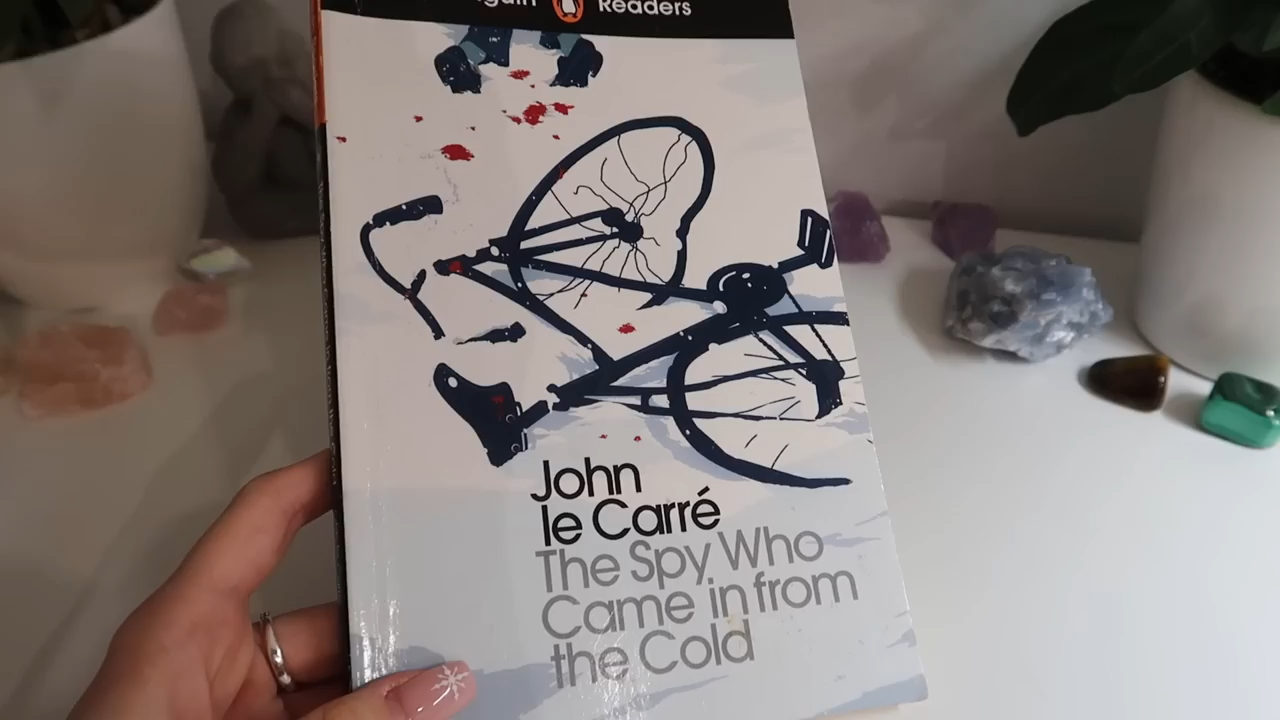 Readers
John
le Carré
The Spy Who
Came in from
the Cold